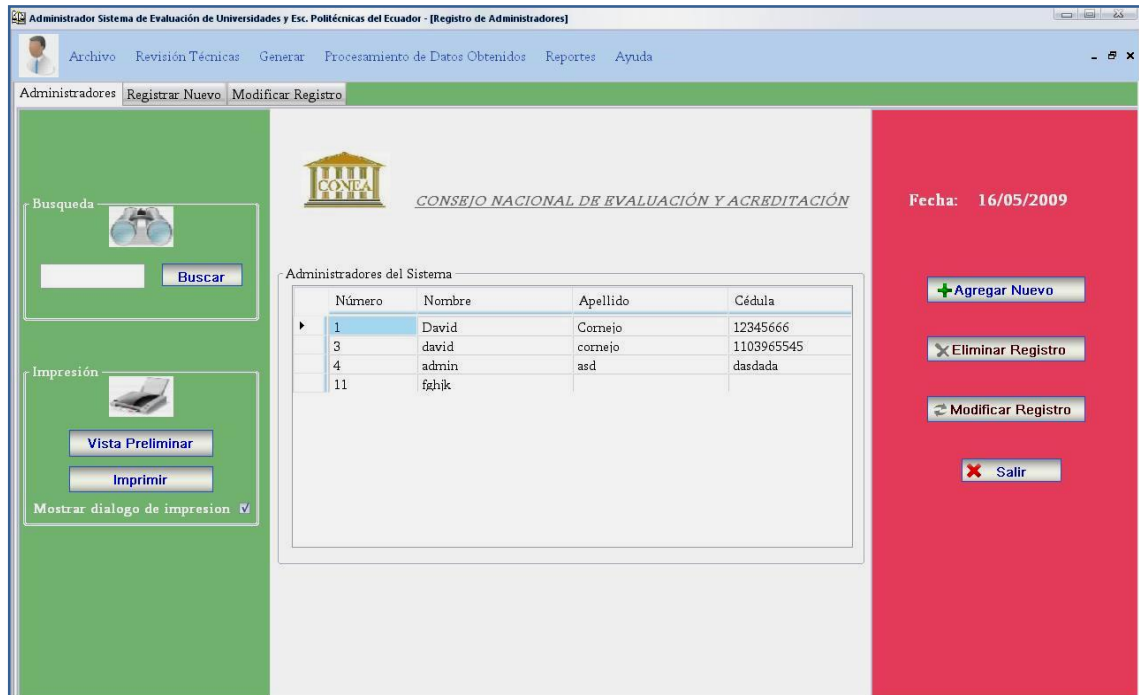 Administrador Sistema de Evaluación de Universidades y Esc. Politécnicas del Ecuador - [Registro de Administradores]
Archivo Revisión Técnicas Generar Procesamiento de Datos Obtenidos Reportes Ayuda
Administradores Registrar Nuevo Modificar Registro
Busqueda
Buscar
Impresión
Vista Preliminar
Imprimir
Mostrar dialogo de impresion
CONEA
CONSEJO NACIONAL DE EVALUACIÓN Y ACREDITACIÓN
Administradores del Sistema
Número Nombre Apellido Cédula
1 David Cornejo 12345666
3 david cornejo 1103965545
4 admin asd dasdada
11 fghjk
Fecha: 16/05/2009
Agregar Nuevo
Eliminar Registro
Modificar Registro
Salir